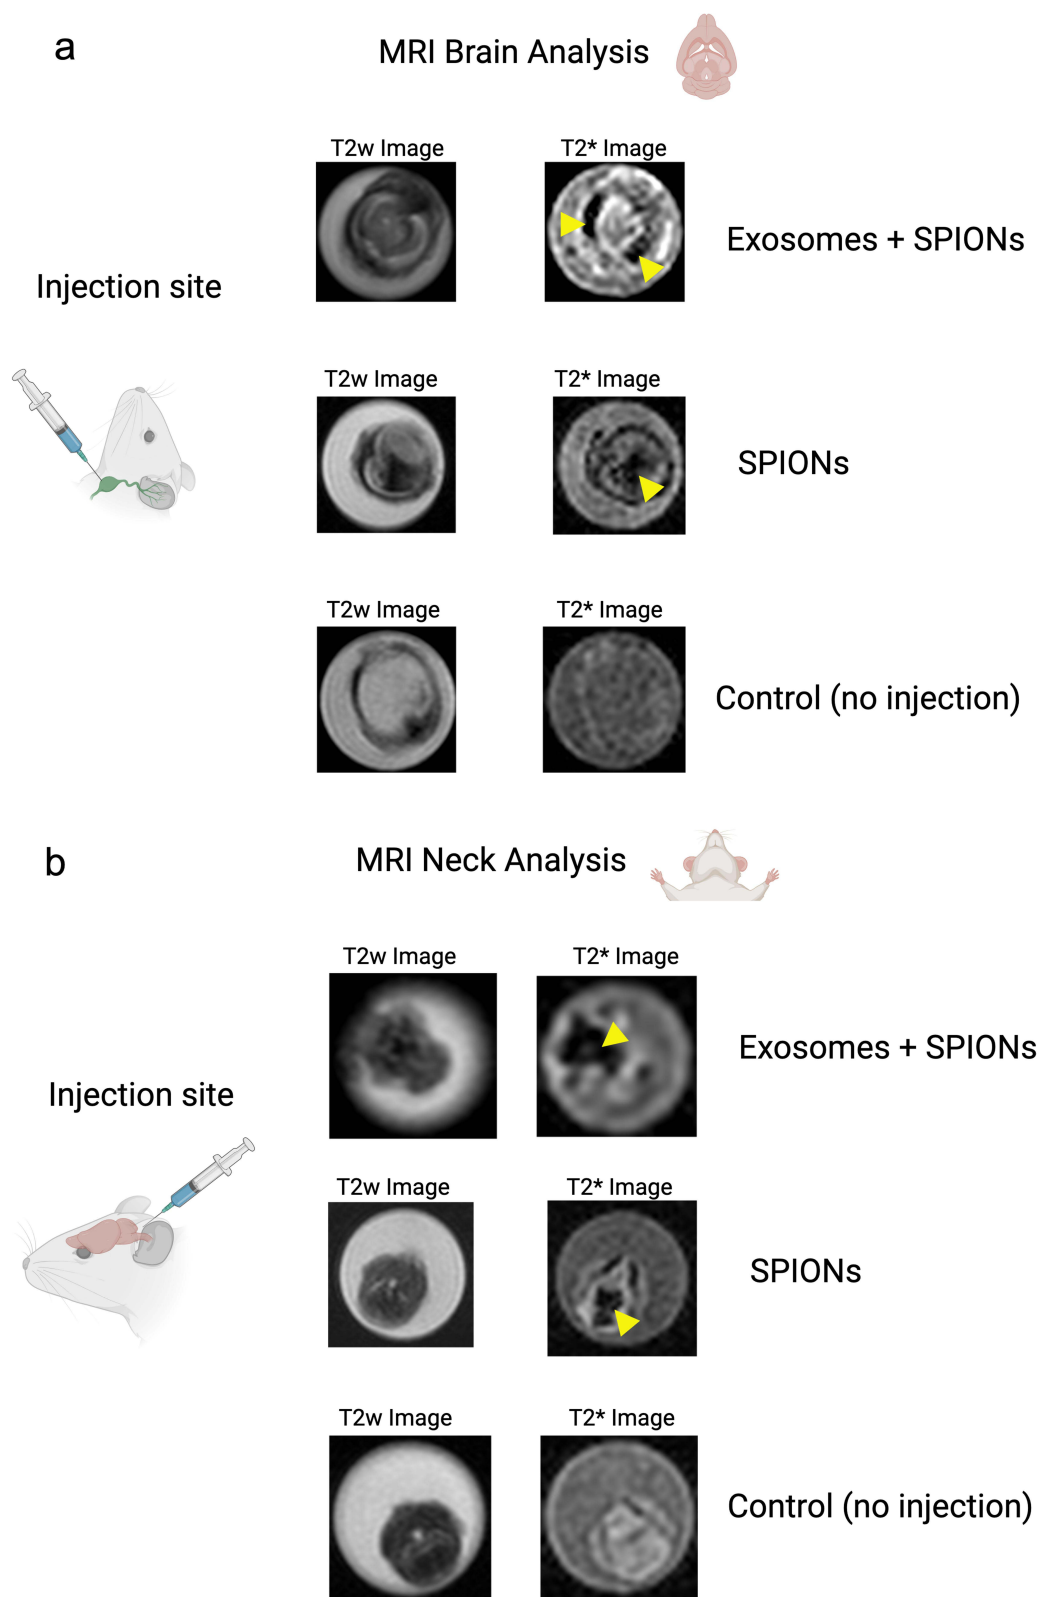 a
MRI Brain Analysis
T2w Image
T2* Image
Exosomes + SPIONs
Injection site
T2w Image
T2* Image
SPIONs
T2w Image
T2* Image
Control (no injection)
b
MRI Neck Analysis
T2w Image
T2* Image
Exosomes + SPIONs
Injection site
T2w Image
T2* Image
SPIONs
T2w Image
T2* Image
Control (no injection)